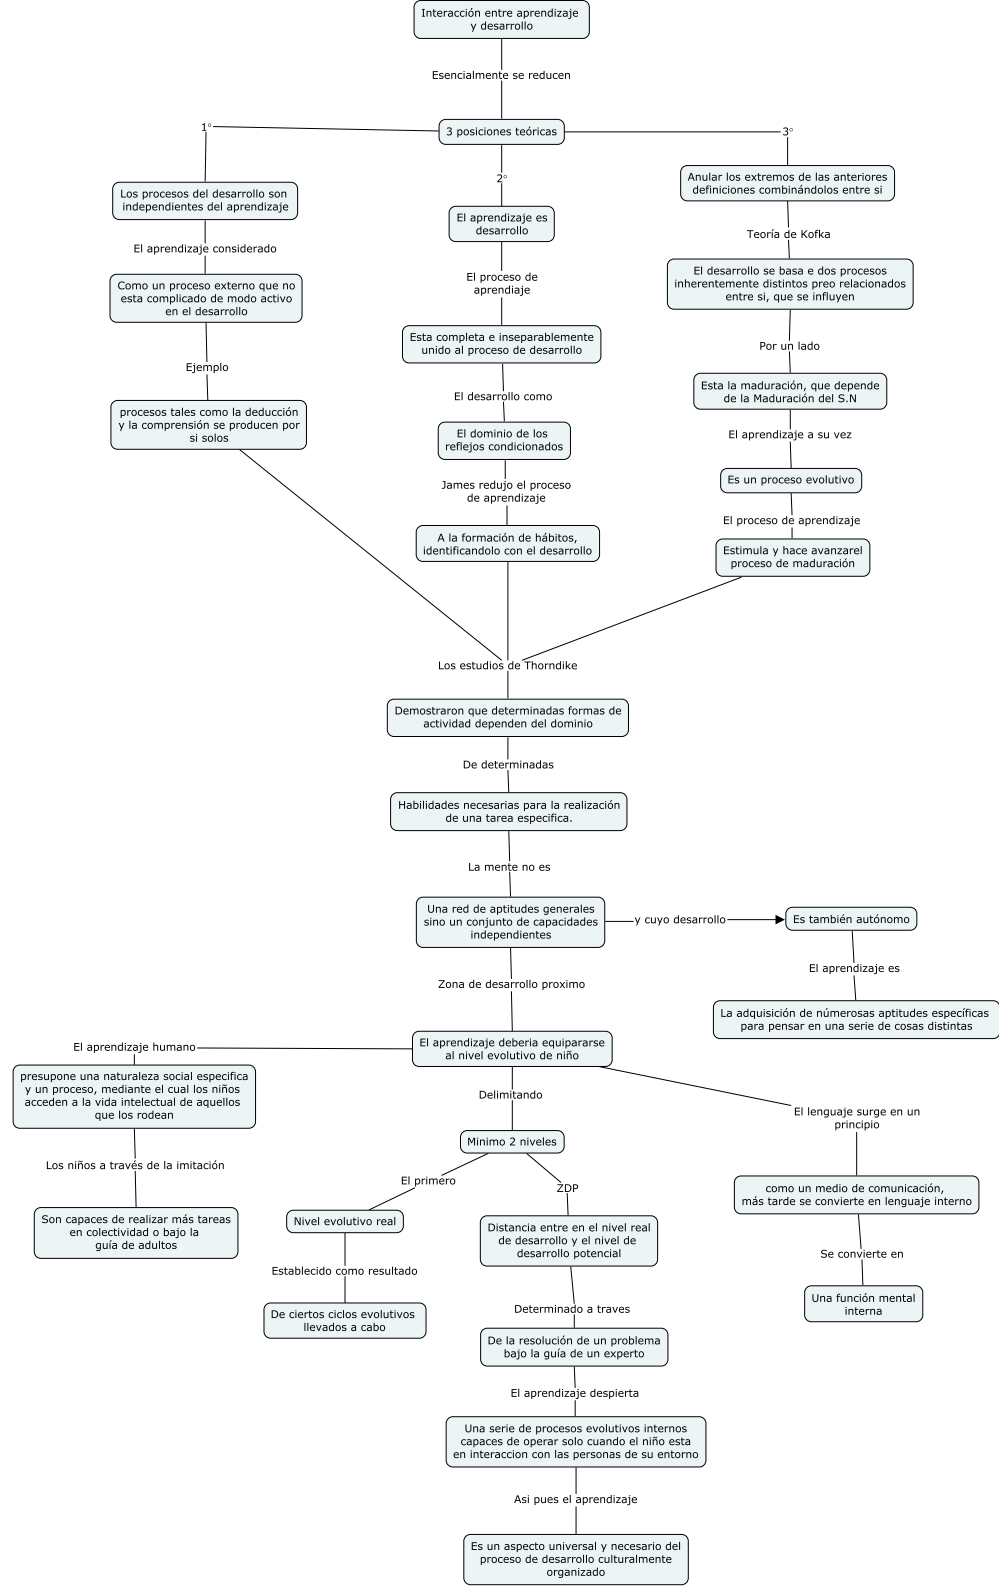 Interacción entre aprendizaje
y desarrollo
Esencialmente se reducen
3 posiciones teóricas
1°
Los procesos del desarrollo son
independientes del aprendizaje
El aprendizaje considerado
Como un proceso externo que no
esta complicado de modo activo
en el desarrollo
Ejemplo
procesos tales como la deducción
y la comprensión se producen por
si solos
2°
El aprendizaje es
desarrollo
El proceso de
aprendiaje
Esta completa e inseparablemente
unido al proceso de desarrollo
El desarrollo como
El dominio de los
reflejos condicionados
James redujo el proceso
de aprendizaje
A la formación de hábitos,
identificandolo con el desarrollo
3°
Anular los extremos de las anteriores
definiciones combinándolos entre si
Teoría de Kofka
El desarrollo se basa e dos procesos
inherentemente distintos preo relacionados
entre si, que se influyen
Por un lado
Esta la maduración, que depende
de la Maduración del S.N
El aprendizaje a su vez
Es un proceso evolutivo
El proceso de aprendizaje
Estimula y hace avanzarel
proceso de maduración
Los estudios de Thorndike
Demostraron que determinadas formas de
actividad dependen del dominio
De determinadas
Habilidades necesarias para la realización
de una tarea especifica.
La mente no es
Una red de aptitudes generales
sino un conjunto de capacidades
independientes
y cuyo desarrollo
Es también autónomo
El aprendizaje es
La adquisición de númerosas aptitudes específicas
para pensar en una serie de cosas distintas
Zona de desarrollo proximo
El aprendizaje deberia equipararse
al nivel evolutivo de niño
El aprendizaje humano
presupone una naturaleza social especifica
y un proceso, mediante el cual los niños
acceden a la vida intelectual de aquellos
que los rodean
Los niños a través de la imitación
Son capaces de realizar más tareas
en colectividad o bajo la
guía de adultos
Delimitando
Minimo 2 niveles
El primero
Nivel evolutivo real
Establecido como resultado
De ciertos ciclos evolutivos
llevados a cabo
ZDP
Distancia entre en el nivel real
de desarrollo y el nivel de
desarrollo potencial
Determinado a traves
De la resolución de un problema
bajo la guía de un experto
El aprendizaje despierta
Una serie de procesos evolutivos internos
capaces de operar solo cuando el niño esta
en interaccion con las personas de su entorno
Asi pues el aprendizaje
Es un aspecto universal y necesario del
proceso de desarrollo culturalmente
organizado
El lenguaje surge en un
principio
como un medio de comunicación,
más tarde se convierte en lenguaje interno
Se convierte en
Una función mental
interna